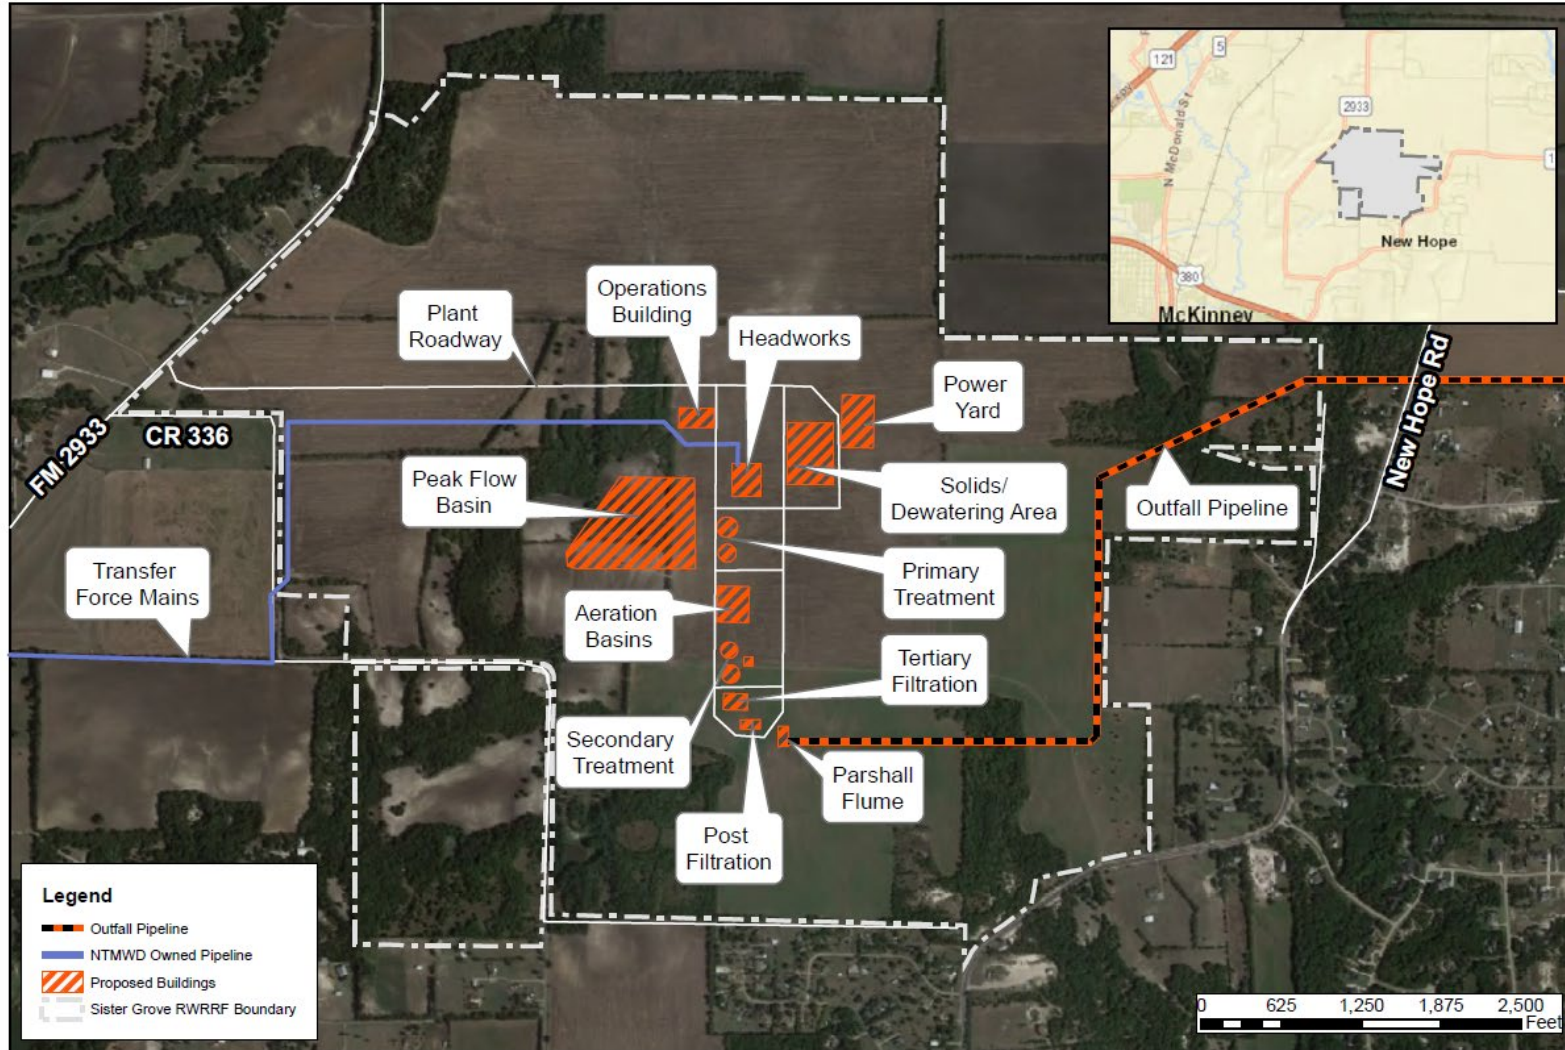 121
5
2933
N McDonald St
1
New Hope
380
McKinney
Operations
Building
Plant
Roadway
Headworks
Power
Yard
New Hope Rd
FM 2933
CR 336
Peak Flow
Basin
Solids/
Dewatering Area
Outfall Pipeline
Transfer
Force Mains
Aeration
Basins
Primary
Treatment
Tertiary
Filtration
Secondary
Treatment
Parshall
Flume
Post
Filtration
Legend
Outfall Pipeline
NTMWD Owned Pipeline
Proposed Buildings
Sister Grove RWRRF Boundary
0 625 1,250 1,875 2,500
Feet